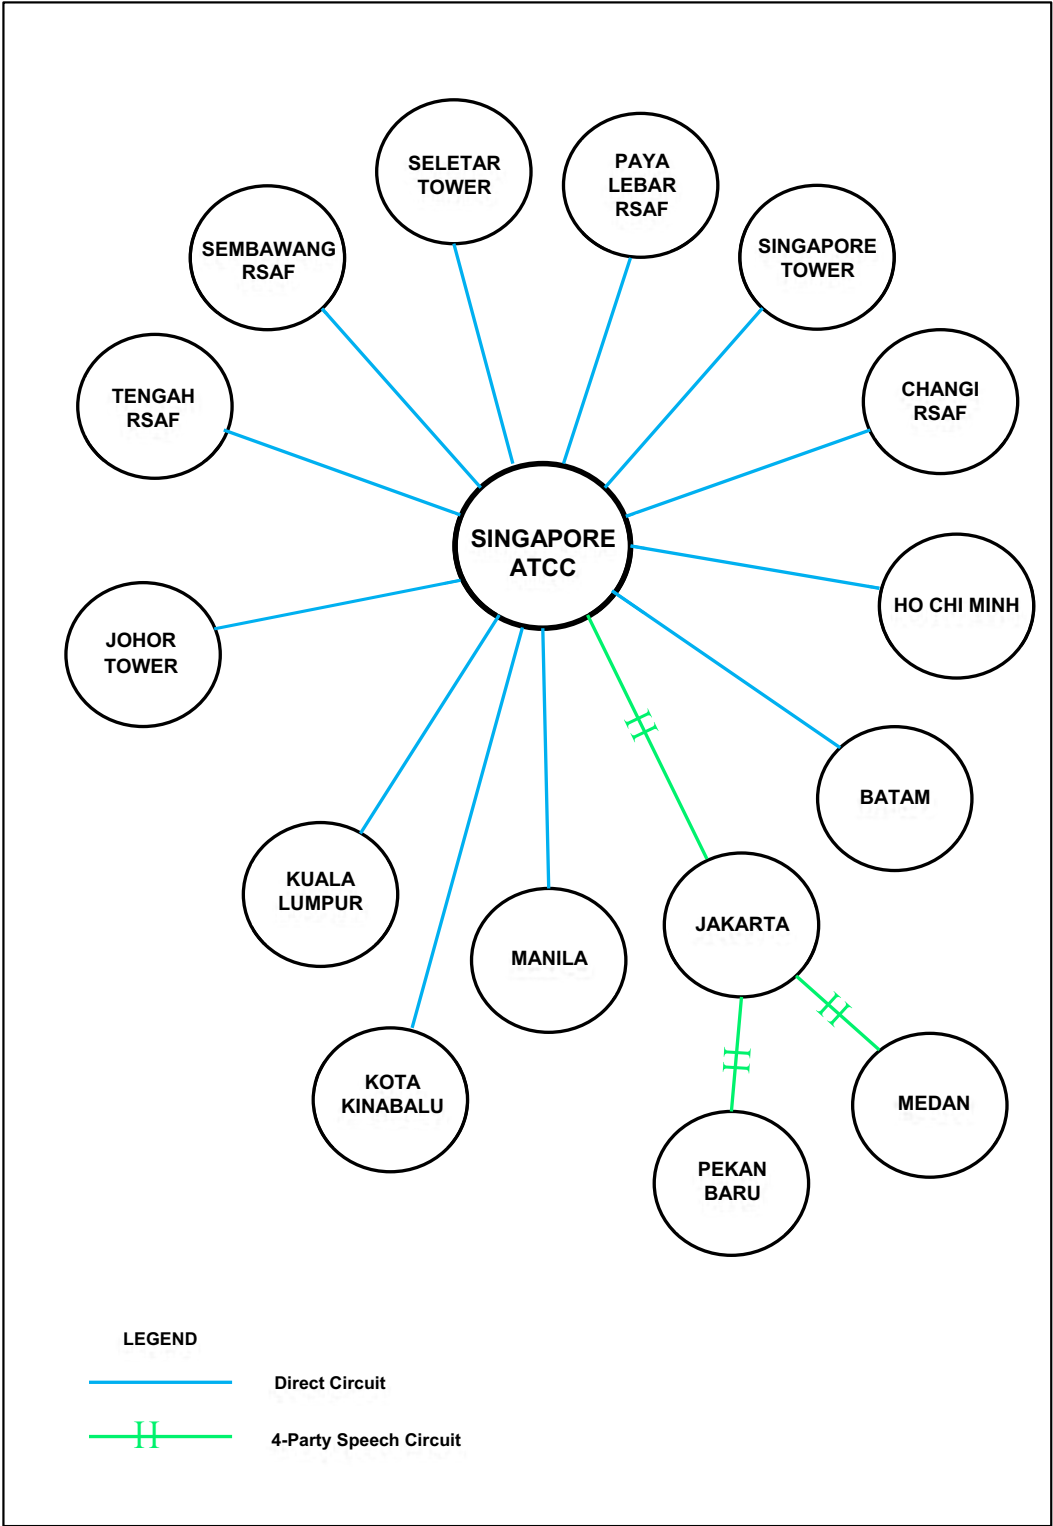 SELETAR
TOWER
PAYA
LEBAR
RSAF
SEMBAWANG
RSAF
SINGAPORE
TOWER
TENGAH
RSAF
CHANGI
RSAF
SINGAPORE
ATCC
HO CHI MINH
JOHOR
TOWER
BATAM
KUALA
LUMPUR
JAKARTA
MANILA
KOTA
KINABALU
MEDAN
PEKAN
BARU
LEGEND
Direct Circuit
4-Party Speech Circuit